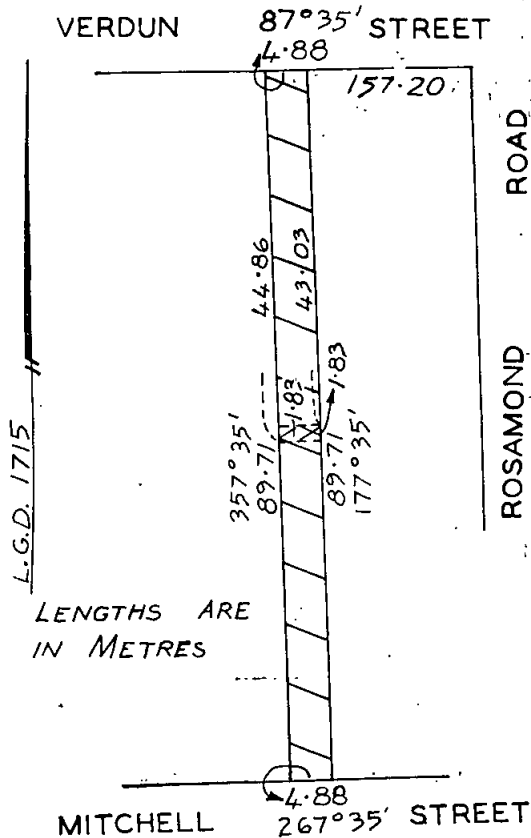 VERDUN 87°35' STREET
4·88
157·20
ROAD
44·86
43·03
1·83
1·83
357°35'
89·71
89·71
177°35'
ROSAMOND
L.G.D. 1715
LENGTHS ARE
IN METRES
4·88
MITCHELL 267°35' STREET